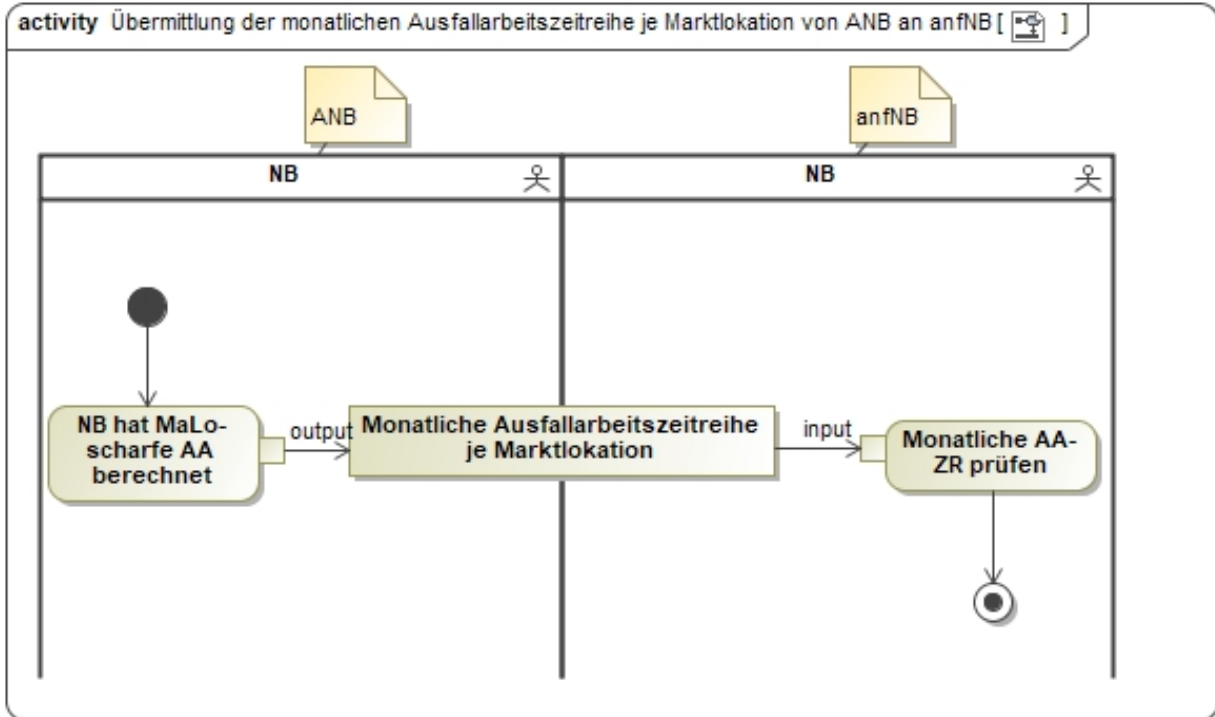 activity Übermittlung der monatlichen Ausfallarbeitszeitreihe je Marktlokation von ANB an anfNB [ ]
ANB
anfNB
NB
NB
NB hat MaLo-
scharfe AA
berechnet
output
Monatliche Ausfallarbeitszeitreihe
je Marktlokation
input
Monatliche AA-
ZR prüfen